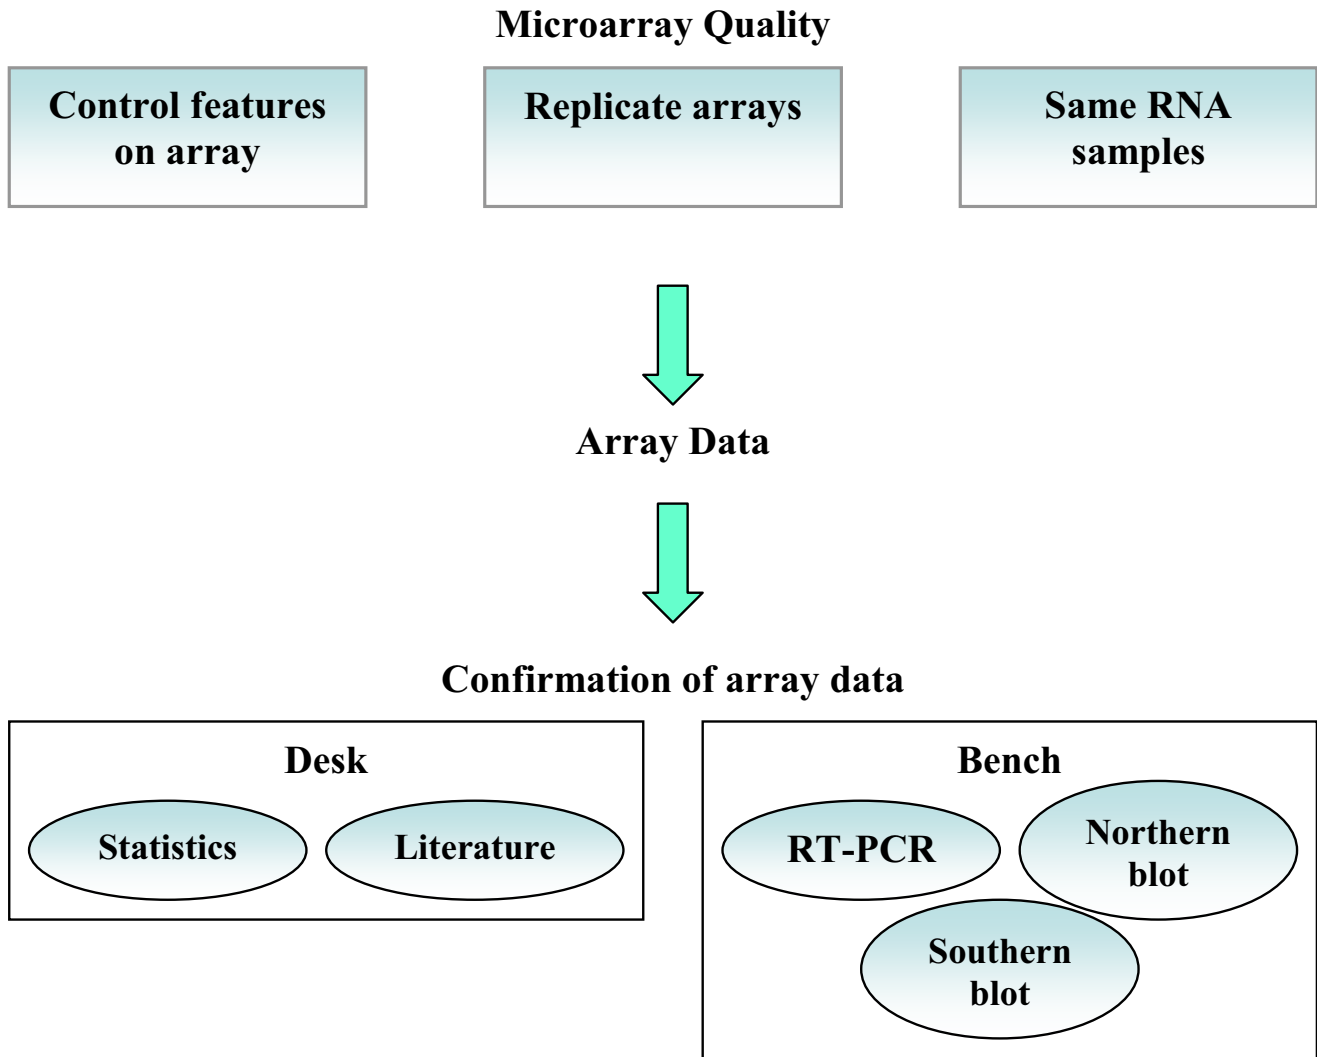 Microarray Quality
Control features
on array
Replicate arrays
Same RNA
samples
Array Data
Confirmation of array data
Desk
Statistics
Literature
Bench
RT-PCR
Northern
blot
Southern
blot